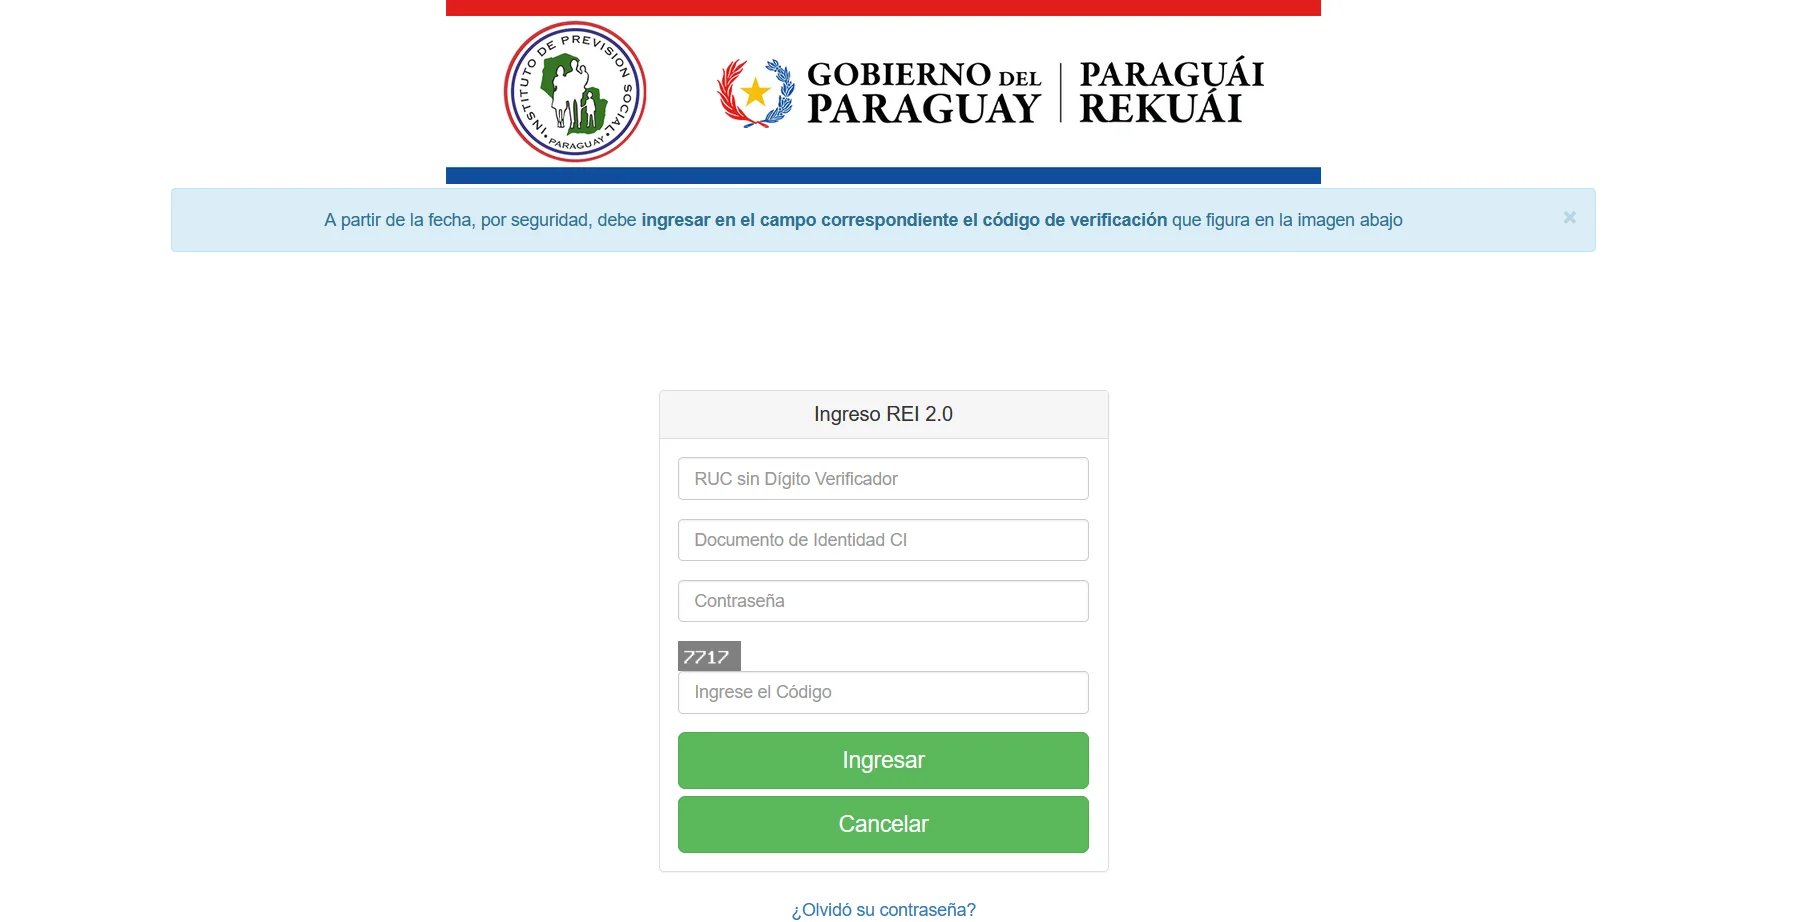 INSTITUTO DE PREVISION SOCIAL
PARAGUAY
GOBIERNO DEL
PARAGUAY
PARAGUÁI
REKUÁI
A partir de la fecha, por seguridad, debe ingresar en el campo correspondiente el código de verificación que figura en la imagen abajo
×
Ingreso REI 2.0
RUC sin Dígito Verificador
Documento de Identidad CI
Contraseña
7717
Ingrese el Código
Ingresar
Cancelar
¿Olvidó su contraseña?